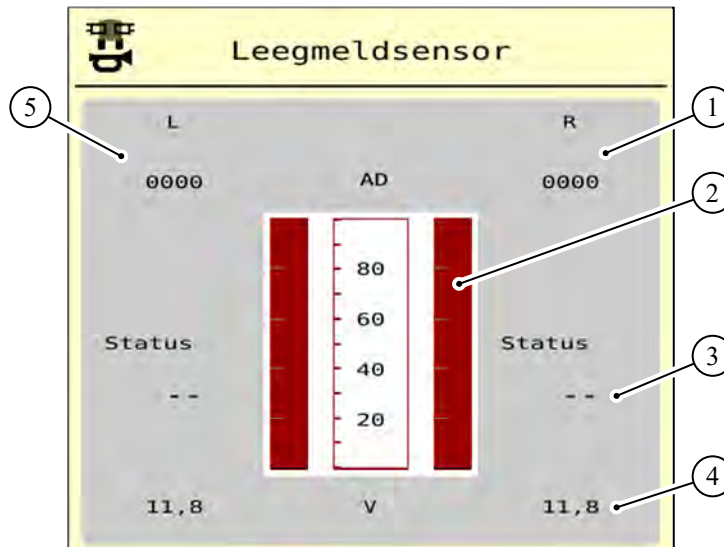 Leegmeldsensor
5
L
R
1
0000
AD
0000
2
80
60
Status
Status
40
-- 
--
3
20
11,8
V
11,8
4